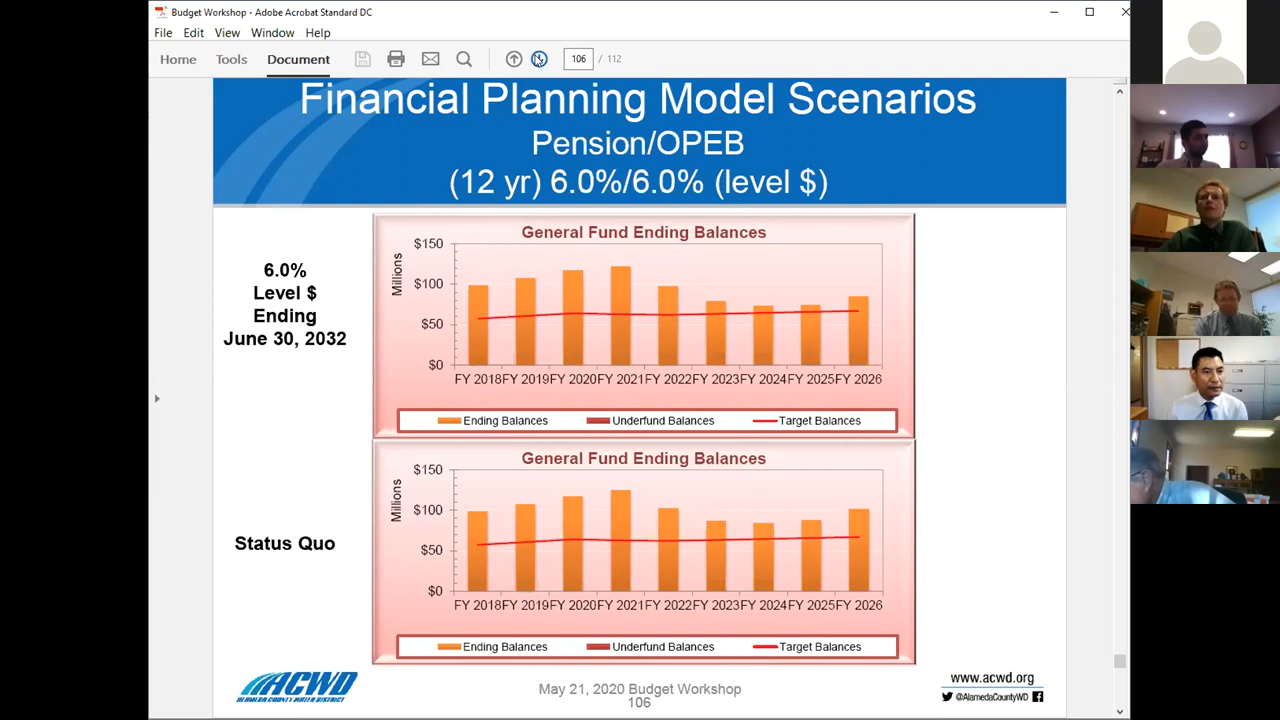 Budget Workshop - Adobe Acrobat Standard DC
File Edit View Window Help
Home Tools Document 106 / 112
Financial Planning Model Scenarios
Pension/OPEB
(12 yr) 6.0%/6.0% (level $)
6.0%
Level $
Ending
June 30, 2032
General Fund Ending Balances
Millions
$150
$100
$50
$0
FY 2018 FY 2019 FY 2020 FY 2021 FY 2022 FY 2023 FY 2024 FY 2025 FY 2026
Ending Balances Underfund Balances Target Balances
Status Quo
General Fund Ending Balances
Millions
$150
$100
$50
$0
FY 2018 FY 2019 FY 2020 FY 2021 FY 2022 FY 2023 FY 2024 FY 2025 FY 2026
Ending Balances Underfund Balances Target Balances
ACWD
ALAMEDA COUNTY WATER DISTRICT
May 21, 2020 Budget Workshop
106
www.acwd.org
@AlamedaCountyWD